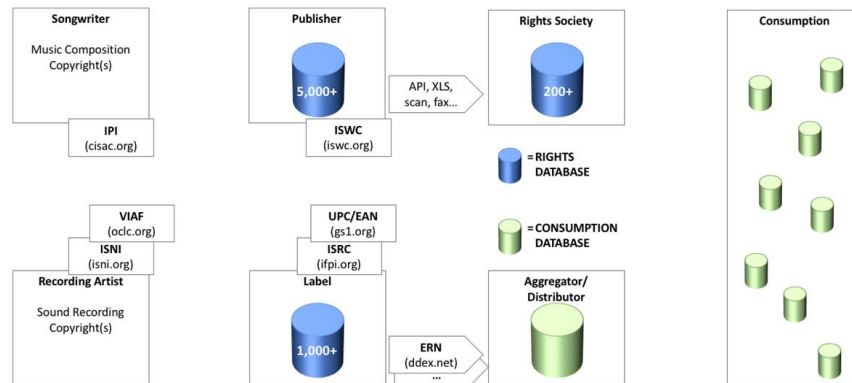 Songwriter
Music Composition
Copyright(s)
IPI
(cisac.org)
Publisher
5,000+
ISWC
(iswc.org)
API, XLS,
scan, fax...
Rights Society
200+
Consumption
=RIGHTS
DATABASE
=CONSUMPTION
DATABASE
VIAF
(oclc.org)
ISNI
(isni.org)
Recording Artist
Sound Recording
Copyright(s)
UPC/EAN
(gs1.org)
ISRC
(ifpi.org)
Label
1,000+
ERN
(ddex.net)
...
Aggregator/
Distributor